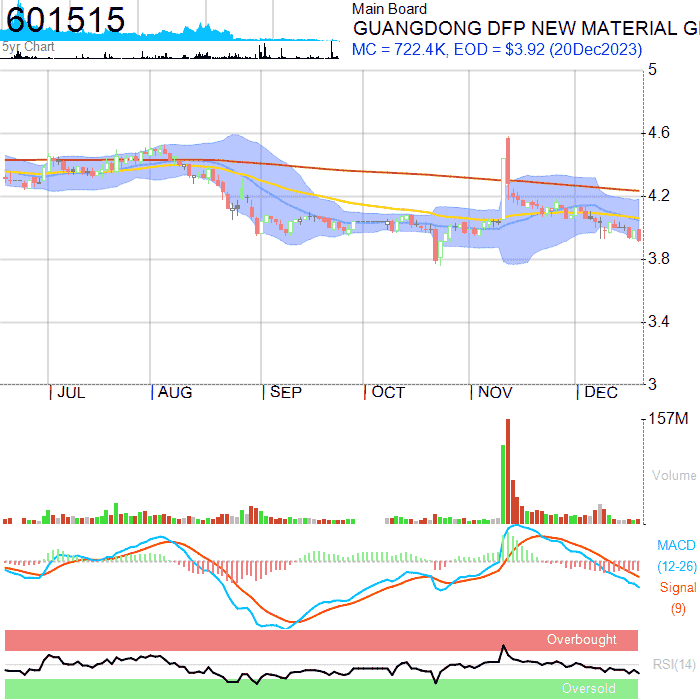 601515
5yr Chart
Main Board
GUANGDONG DFP NEW MATERIAL G
MC = 722.4K, EOD = $3.92 (20Dec2023)
5
4.6
4.2
3.8
3.4
3
JUL AUG SEP OCT NOV DEC
157M
Volume
MACD
(12-26)
Signal
(9)
Overbought
RSI(14)
Oversold